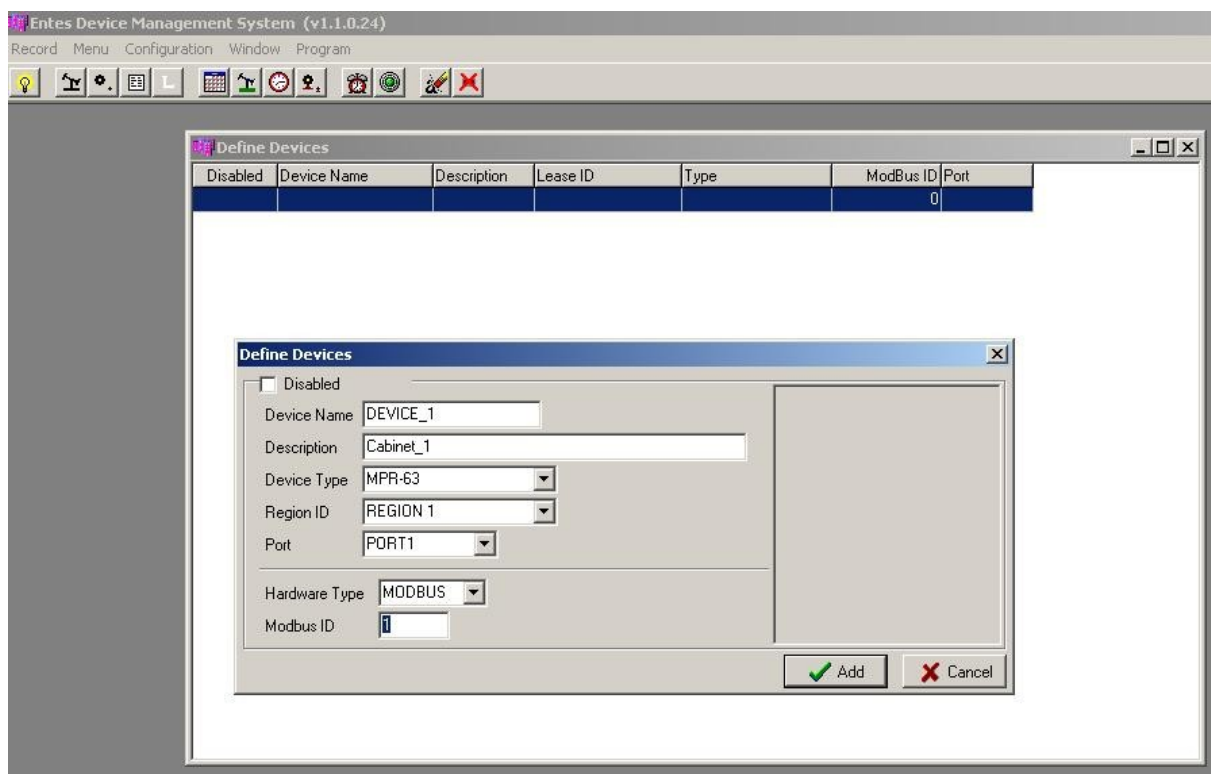 Entes Device Management System (v1.1.0.24)
Record Menu Configuration Window Program
L
Define Devices
Disabled Device Name Description Lease ID Type ModBus ID Port
0
Define Devices
Disabled
Device Name DEVICE_1
Description Cabinet_1
Device Type MPR-63
Region ID REGION 1
Port PORT1
Hardware Type MODBUS
Modbus ID 1
Add Cancel